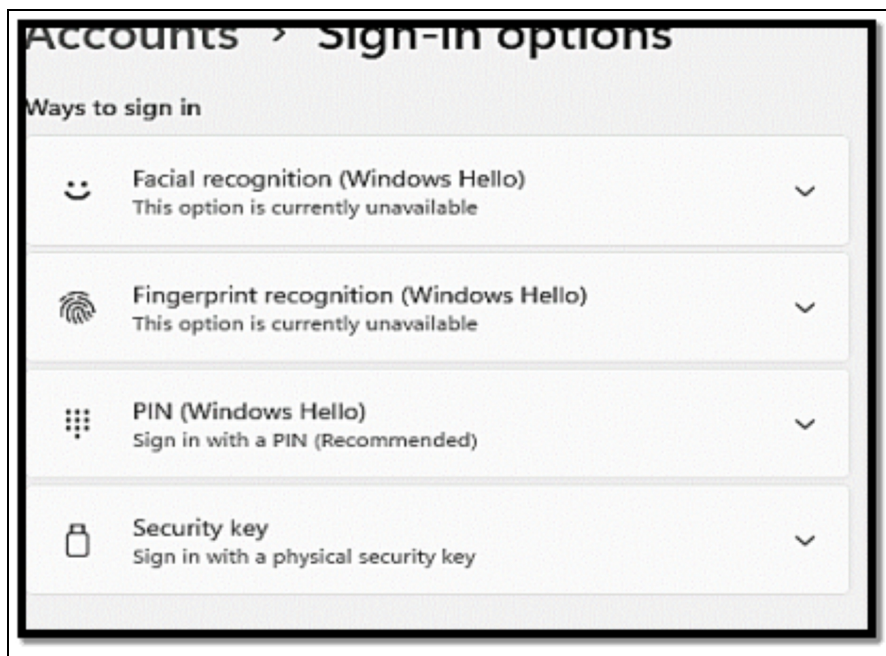 Accounts > Sign-in options
Ways to sign in
Facial recognition (Windows Hello)
This option is currently unavailable
Fingerprint recognition (Windows Hello)
This option is currently unavailable
PIN (Windows Hello)
Sign in with a PIN (Recommended)
Security key
Sign in with a physical security key